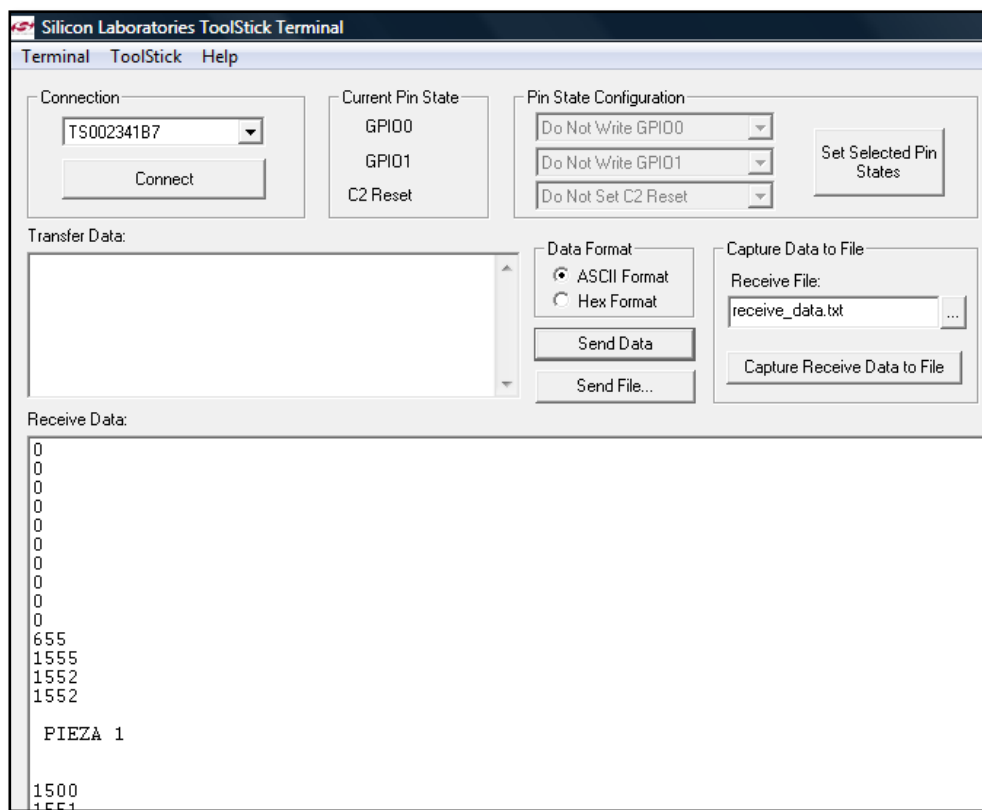 Silicon Laboratories ToolStick Terminal
Terminal ToolStick Help
Connection
TS002341B7
Connect
Current Pin State
GPIO0
GPIO1
C2 Reset
Pin State Configuration
Do Not Write GPIO0
Do Not Write GPIO1
Do Not Set C2 Reset
Set Selected Pin
States
Transfer Data:
Data Format
ASCII Format
Hex Format
Send Data
Send File...
Capture Data to File
Receive File:
receive_data.txt
...
Capture Receive Data to File
Receive Data:
0
0
0
0
0
0
0
0
0
0
655
1555
1552
1552
PIEZA 1
1500
1551